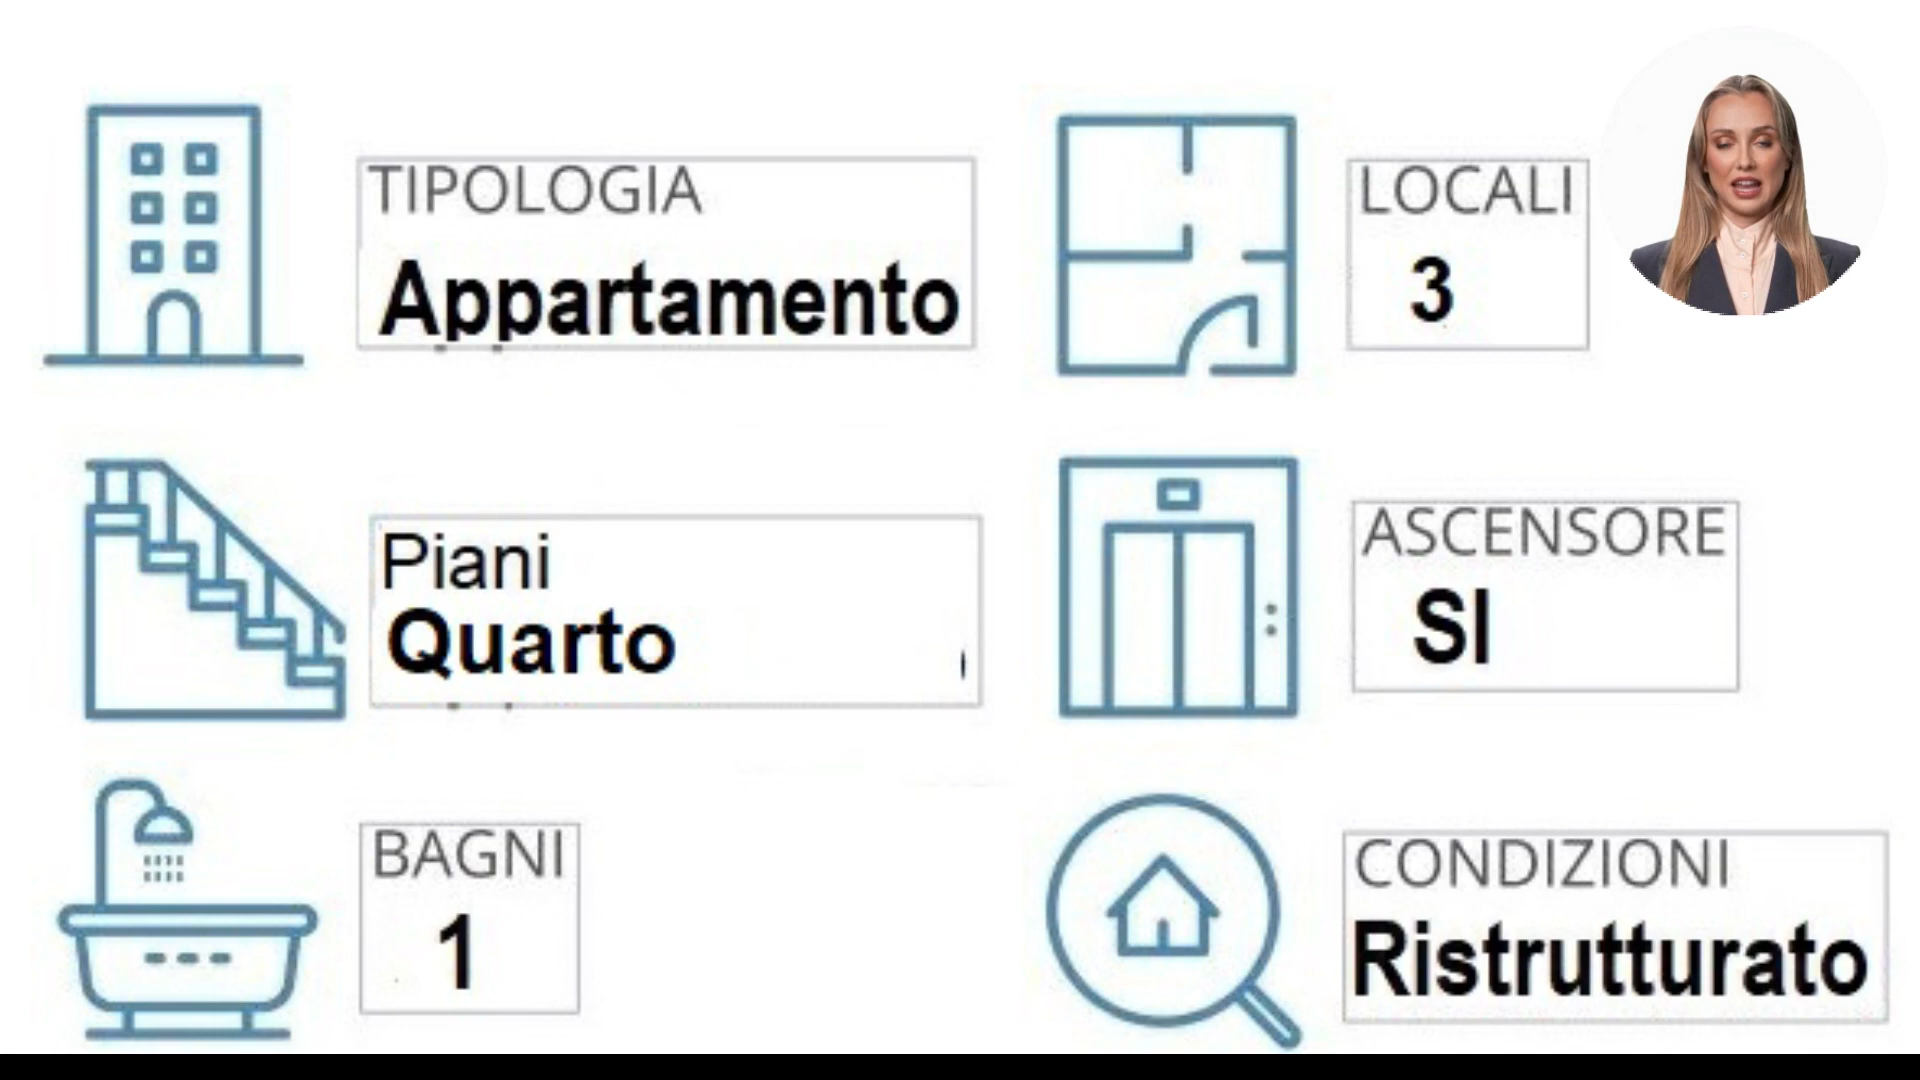 TIPOLOGIA
Appartamento
LOCALI
3
Piani
Quarto
ASCENSORE
SI
BAGNI
1
CONDIZIONI
Ristrutturato